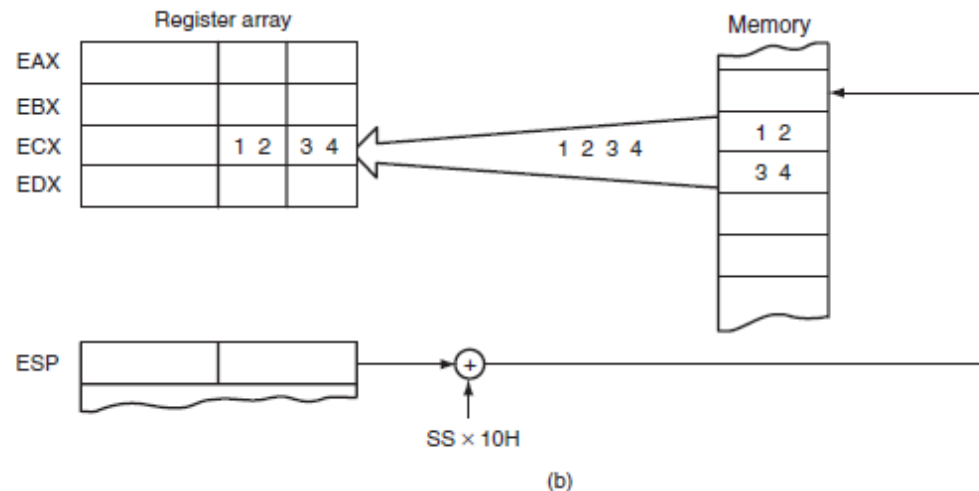 Register array
Memory
EAX
EBX
ECX 1 2 3 4
EDX
1 2 3 4
1 2
3 4
ESP
+
SS × 10H
(b)